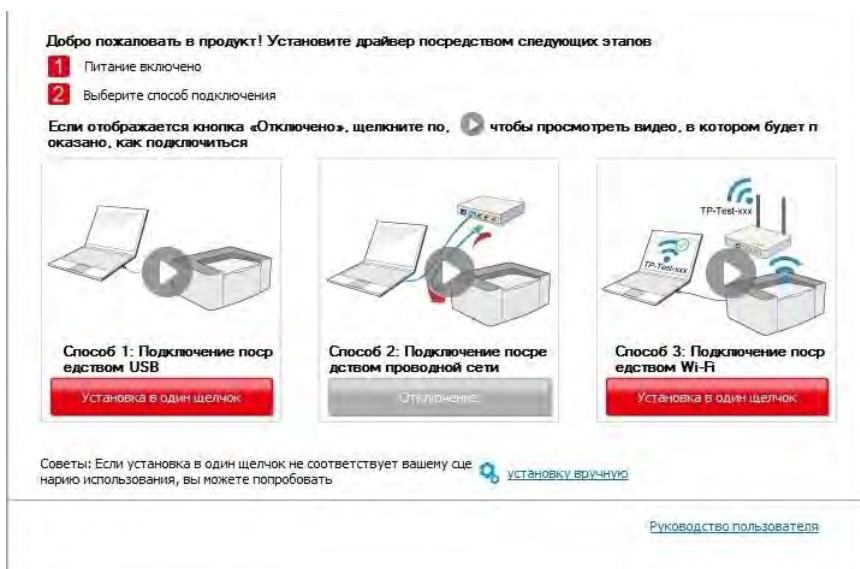 Добро пожаловать в продукт! Установите драйвер посредством следующих этапов
1 Питание включено
2 Выберите способ подключения
Если отображается кнопка «Отключено», щелкните по, чтобы просмотреть видео, в котором будет п
оказано, как подключиться
TP-Test-xxx
TP-Test-xxx
Способ 1: Подключение поср
едством USB
Установка в один щелчок
Способ 2: Подключение посре
дством проводной сети
Отключение
Способ 3: Подключение поср
едством Wi-Fi
Установка в один щелчок
Советы: Если установка в один щелчок не соответствует вашему сце
нарию использования, вы можете попробовать установку вручную
Руководство пользователя